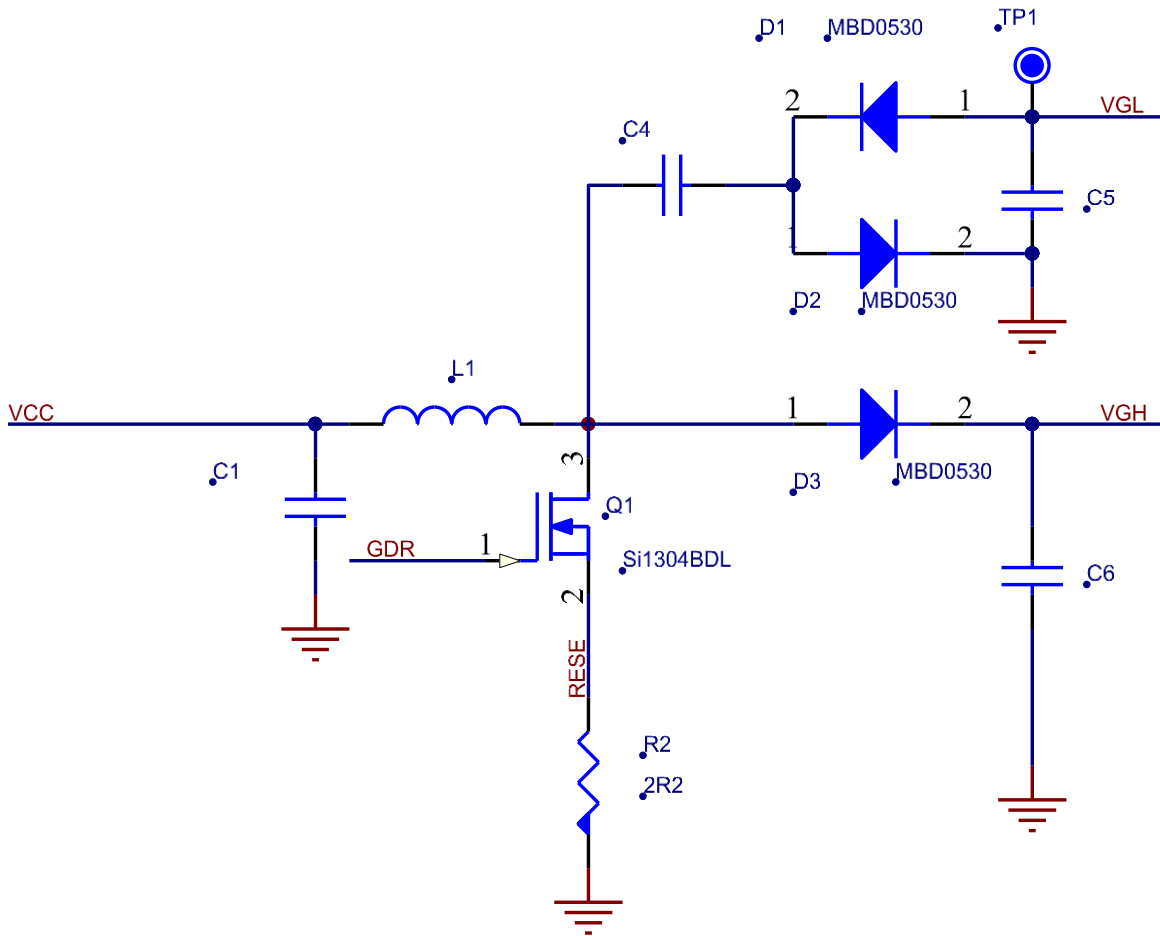 TP1
D1 MBD0530
2 1 VGL
C4
C5
1 2
D2 MBD0530
L1
VCC 1 2 VGH
3
C1 D3 MBD0530
Q1
GDR 1
Si1304BDL
C6
2
RESE
R2
2R2